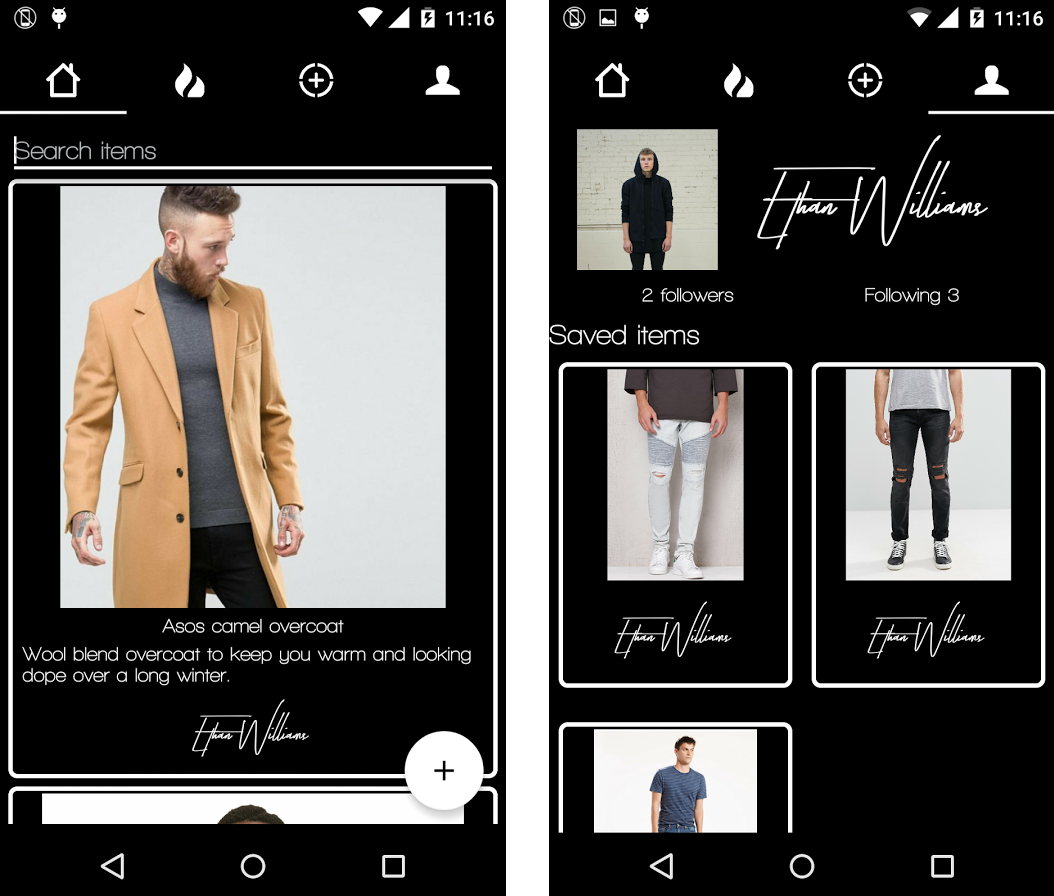 11:16
Search items
Asos camel overcoat
Wool blend overcoat to keep you warm and looking
dope over a long winter.
Ethan Williams
11:16
Ethan Williams
2 followers
Following 3
Saved items
Ethan Williams
Ethan Williams